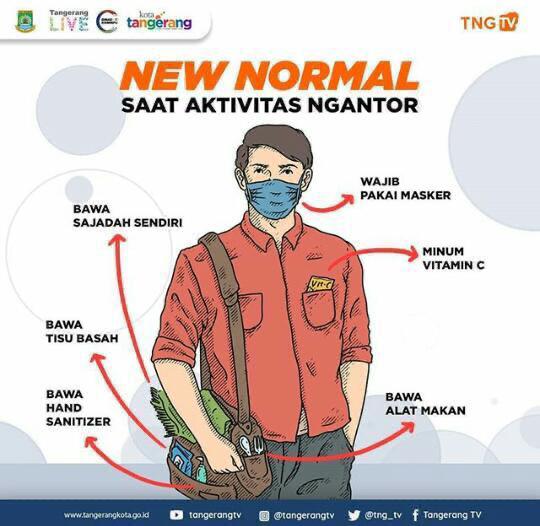 Tangerang
LIVE
kota
tangerang
TNG TV
NEW NORMAL
SAAT AKTIVITAS NGANTOR
WAJIB
PAKAI MASKER
BAWA
SAJADAH SENDIRI
MINUM
VITAMIN C
VIT-C
BAWA
TISU BASAH
BAWA
HAND
SANITIZER
BAWA
ALAT MAKAN
www.tangerangkota.go.id
tangerangtv
@tangerangtv
@tng_tv
Tangerang TV